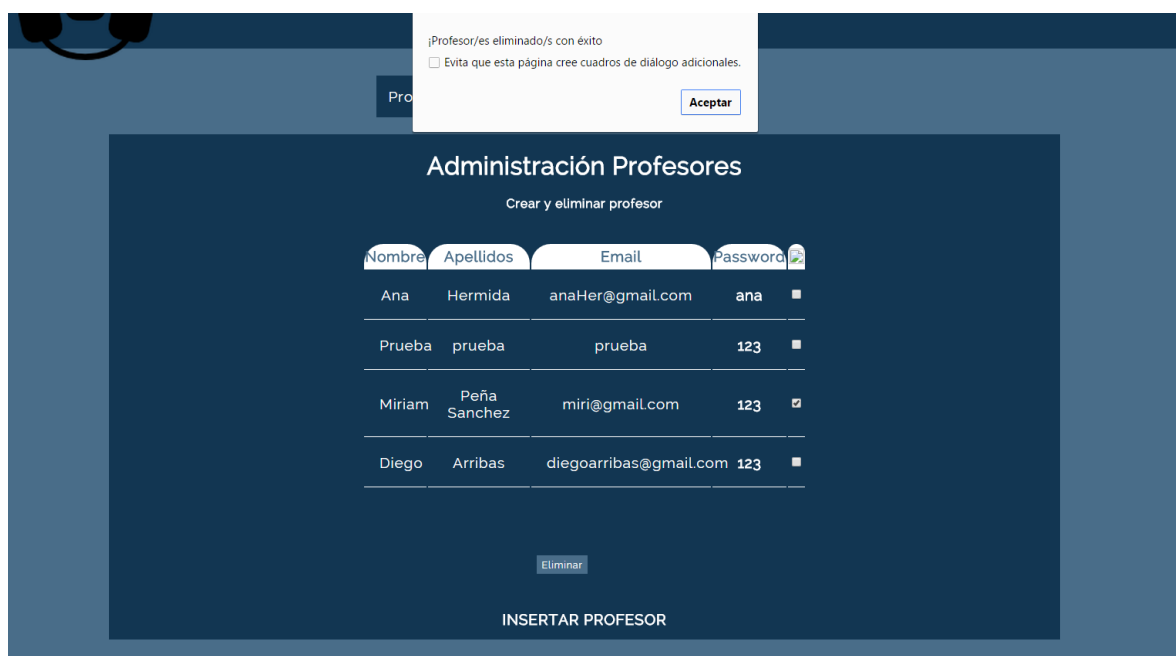 ¡Profesor/es eliminado/s con éxito
Evita que esta página cree cuadros de diálogo adicionales.
Aceptar
Pro
Administración Profesores
Crear y eliminar profesor
Nombre Apellidos Email Password
Ana Hermida anaHer@gmail.com ana
Prueba prueba prueba 123
Miriam Peña Sanchez miri@gmail.com 123
Diego Arribas diegoarribas@gmail.com 123
Eliminar
INSERTAR PROFESOR